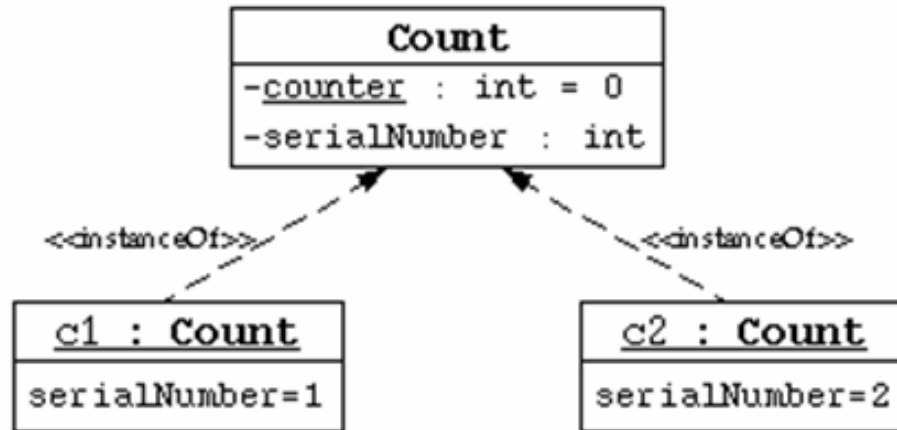 Count
-counter : int = 0
-serialNumber : int
<<instanceOf>>
<<instanceOf>>
c1 : Count
serialNumber=1
c2 : Count
serialNumber=2